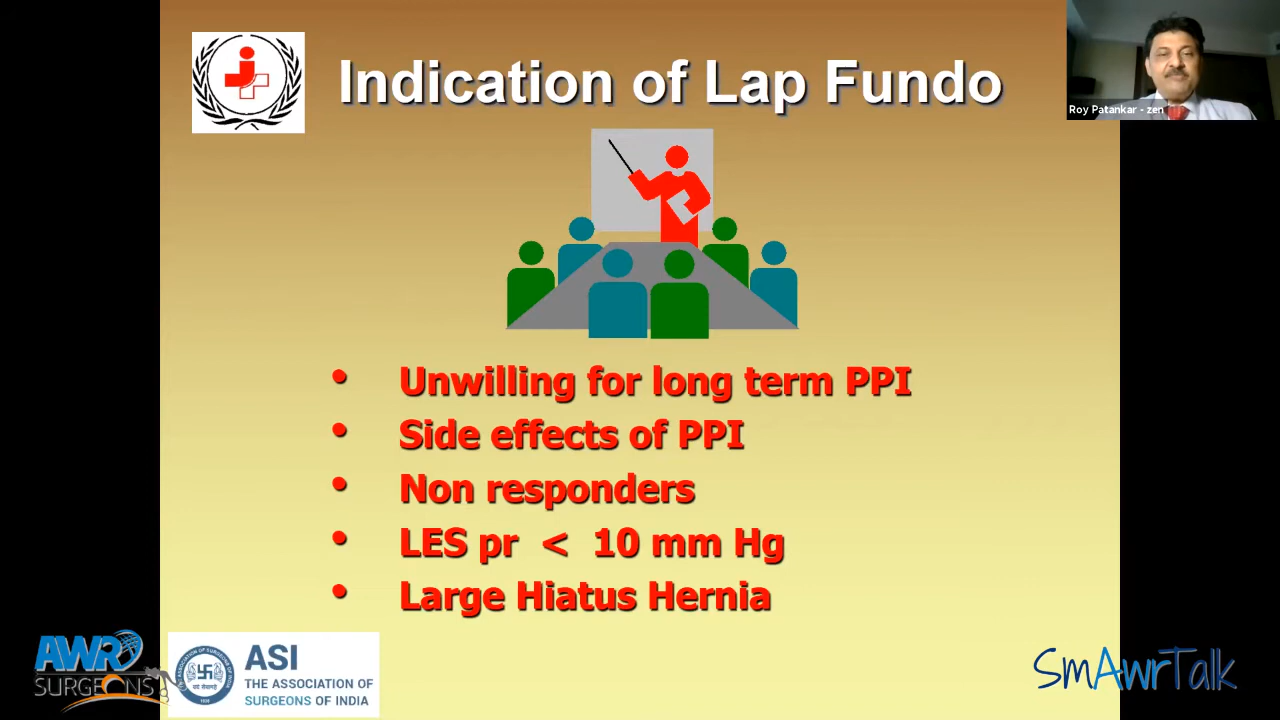 Indication of Lap Fundo
Roy Patankar - zen
• Unwilling for long term PPI
• Side effects of PPI
• Non responders
• LES pr < 10 mm Hg
• Large Hiatus Hernia
AWR
SURGEONS
ASI
THE ASSOCIATION OF
SURGEONS OF INDIA
SmAwrTalk